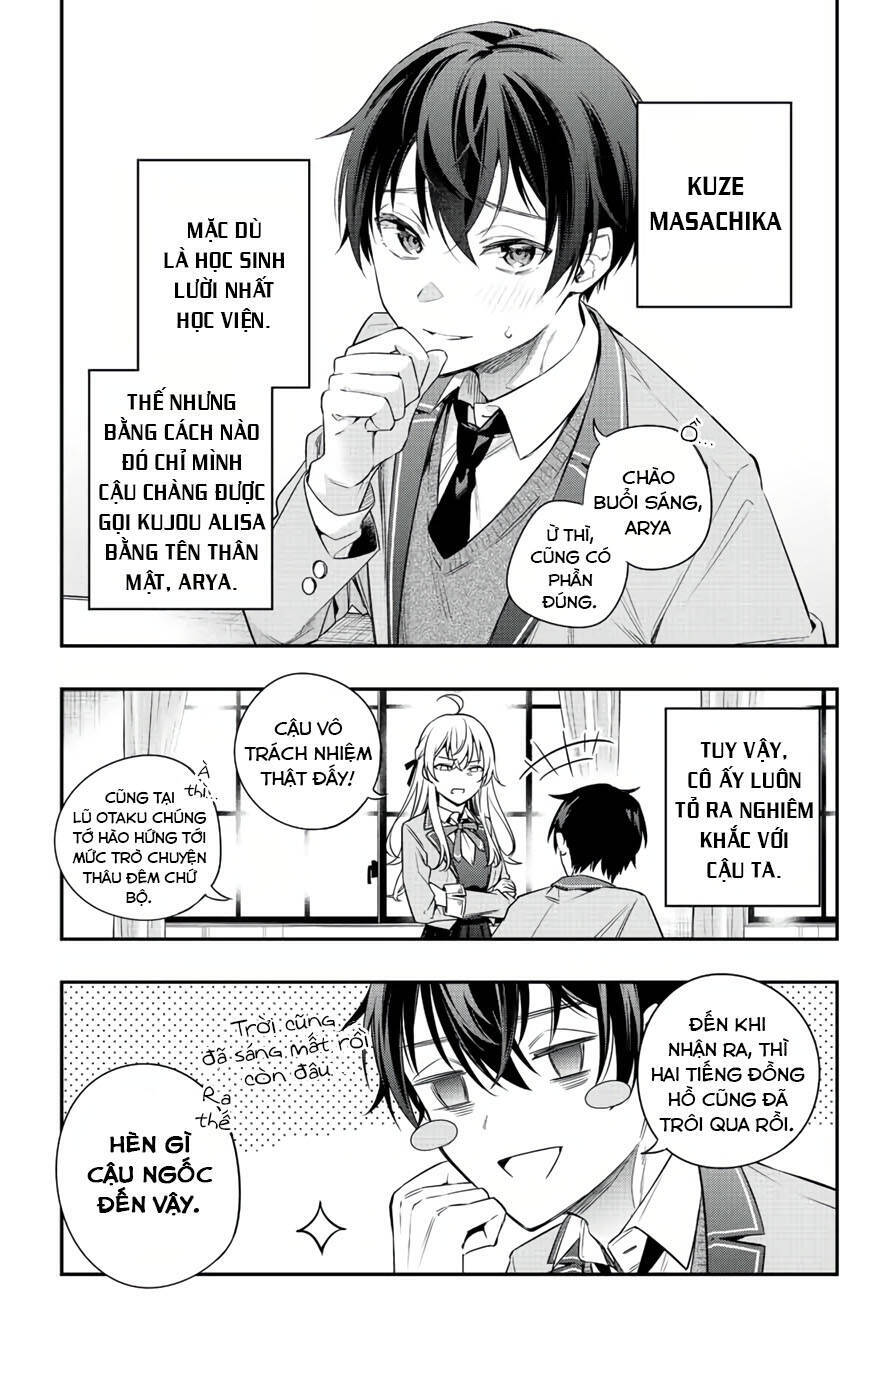 KUZE
MASACHIKA
MẶC DÙ
LÀ HỌC SINH
LƯỜI NHẤT
HỌC VIỆN.
THẾ NHƯNG
BẰNG CÁCH NÀO
ĐÓ CHỈ MÌNH
CẬU CHÀNG ĐƯỢC
GỌI KUJOU ALISA
BẰNG TÊN THÂN
MẬT, ARYA.
Ồ....
CHÀO
BUỔI SÁNG,
ARYA
Ừ THÌ,
CŨNG CÓ
PHẦN
ĐÚNG.
TUY VẬY,
CÔ ẤY LUÔN
TỎ RA NGHIÊM
KHẮC VỚI
CẬU TA.
CẬU VÔ
TRÁCH NHIỆM
THẬT ĐẤY!
À
thì..
CŨNG TẠI
LŨ OTAKU CHÚNG
TỚ HÀO HỨNG TỚI
MỨC TRÒ CHUYỆN
THÂU ĐÊM CHỨ
BỘ.
ĐẾN KHI
NHẬN RA, THÌ
HAI TIẾNG ĐỒNG
HỒ CŨNG ĐÃ
TRÔI QUA RỒI.
Trời cũng
đã sáng mất rồi
còn đâu
Ra
thế
HÈN GÌ
CẬU NGỐC
ĐẾN VẬY.